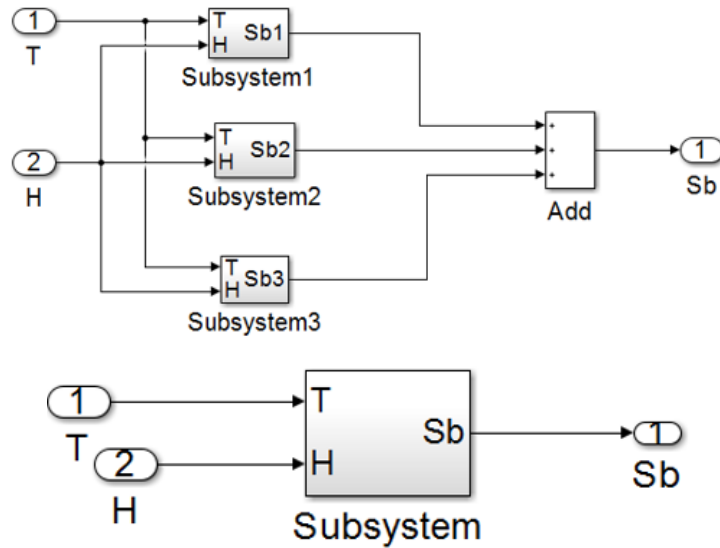 1
T
T
H
Sb1
Subsystem1
2
H
T
H
Sb2
Subsystem2
T
H
Sb3
Subsystem3
+
+
+
Add
1
Sb
1
T
2
H
T
H
Sb
Subsystem
1
Sb